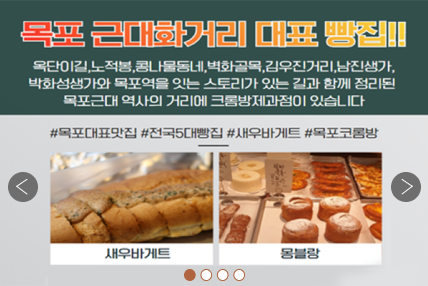 목포 근대화거리 대표 빵집!!
옥단이길,노적봉,콩나물동네,벽화골목,김우진거리,남진생가,
박화성생가와 목포역을 잇는 스토리가 있는 길과 함께 정리된
목포근대 역사의 거리에 크롬방제과점이 있습니다
#목포대표맛집 #전국5대빵집 #새우바게트 #목포코롬방
새우바게트
몽블랑